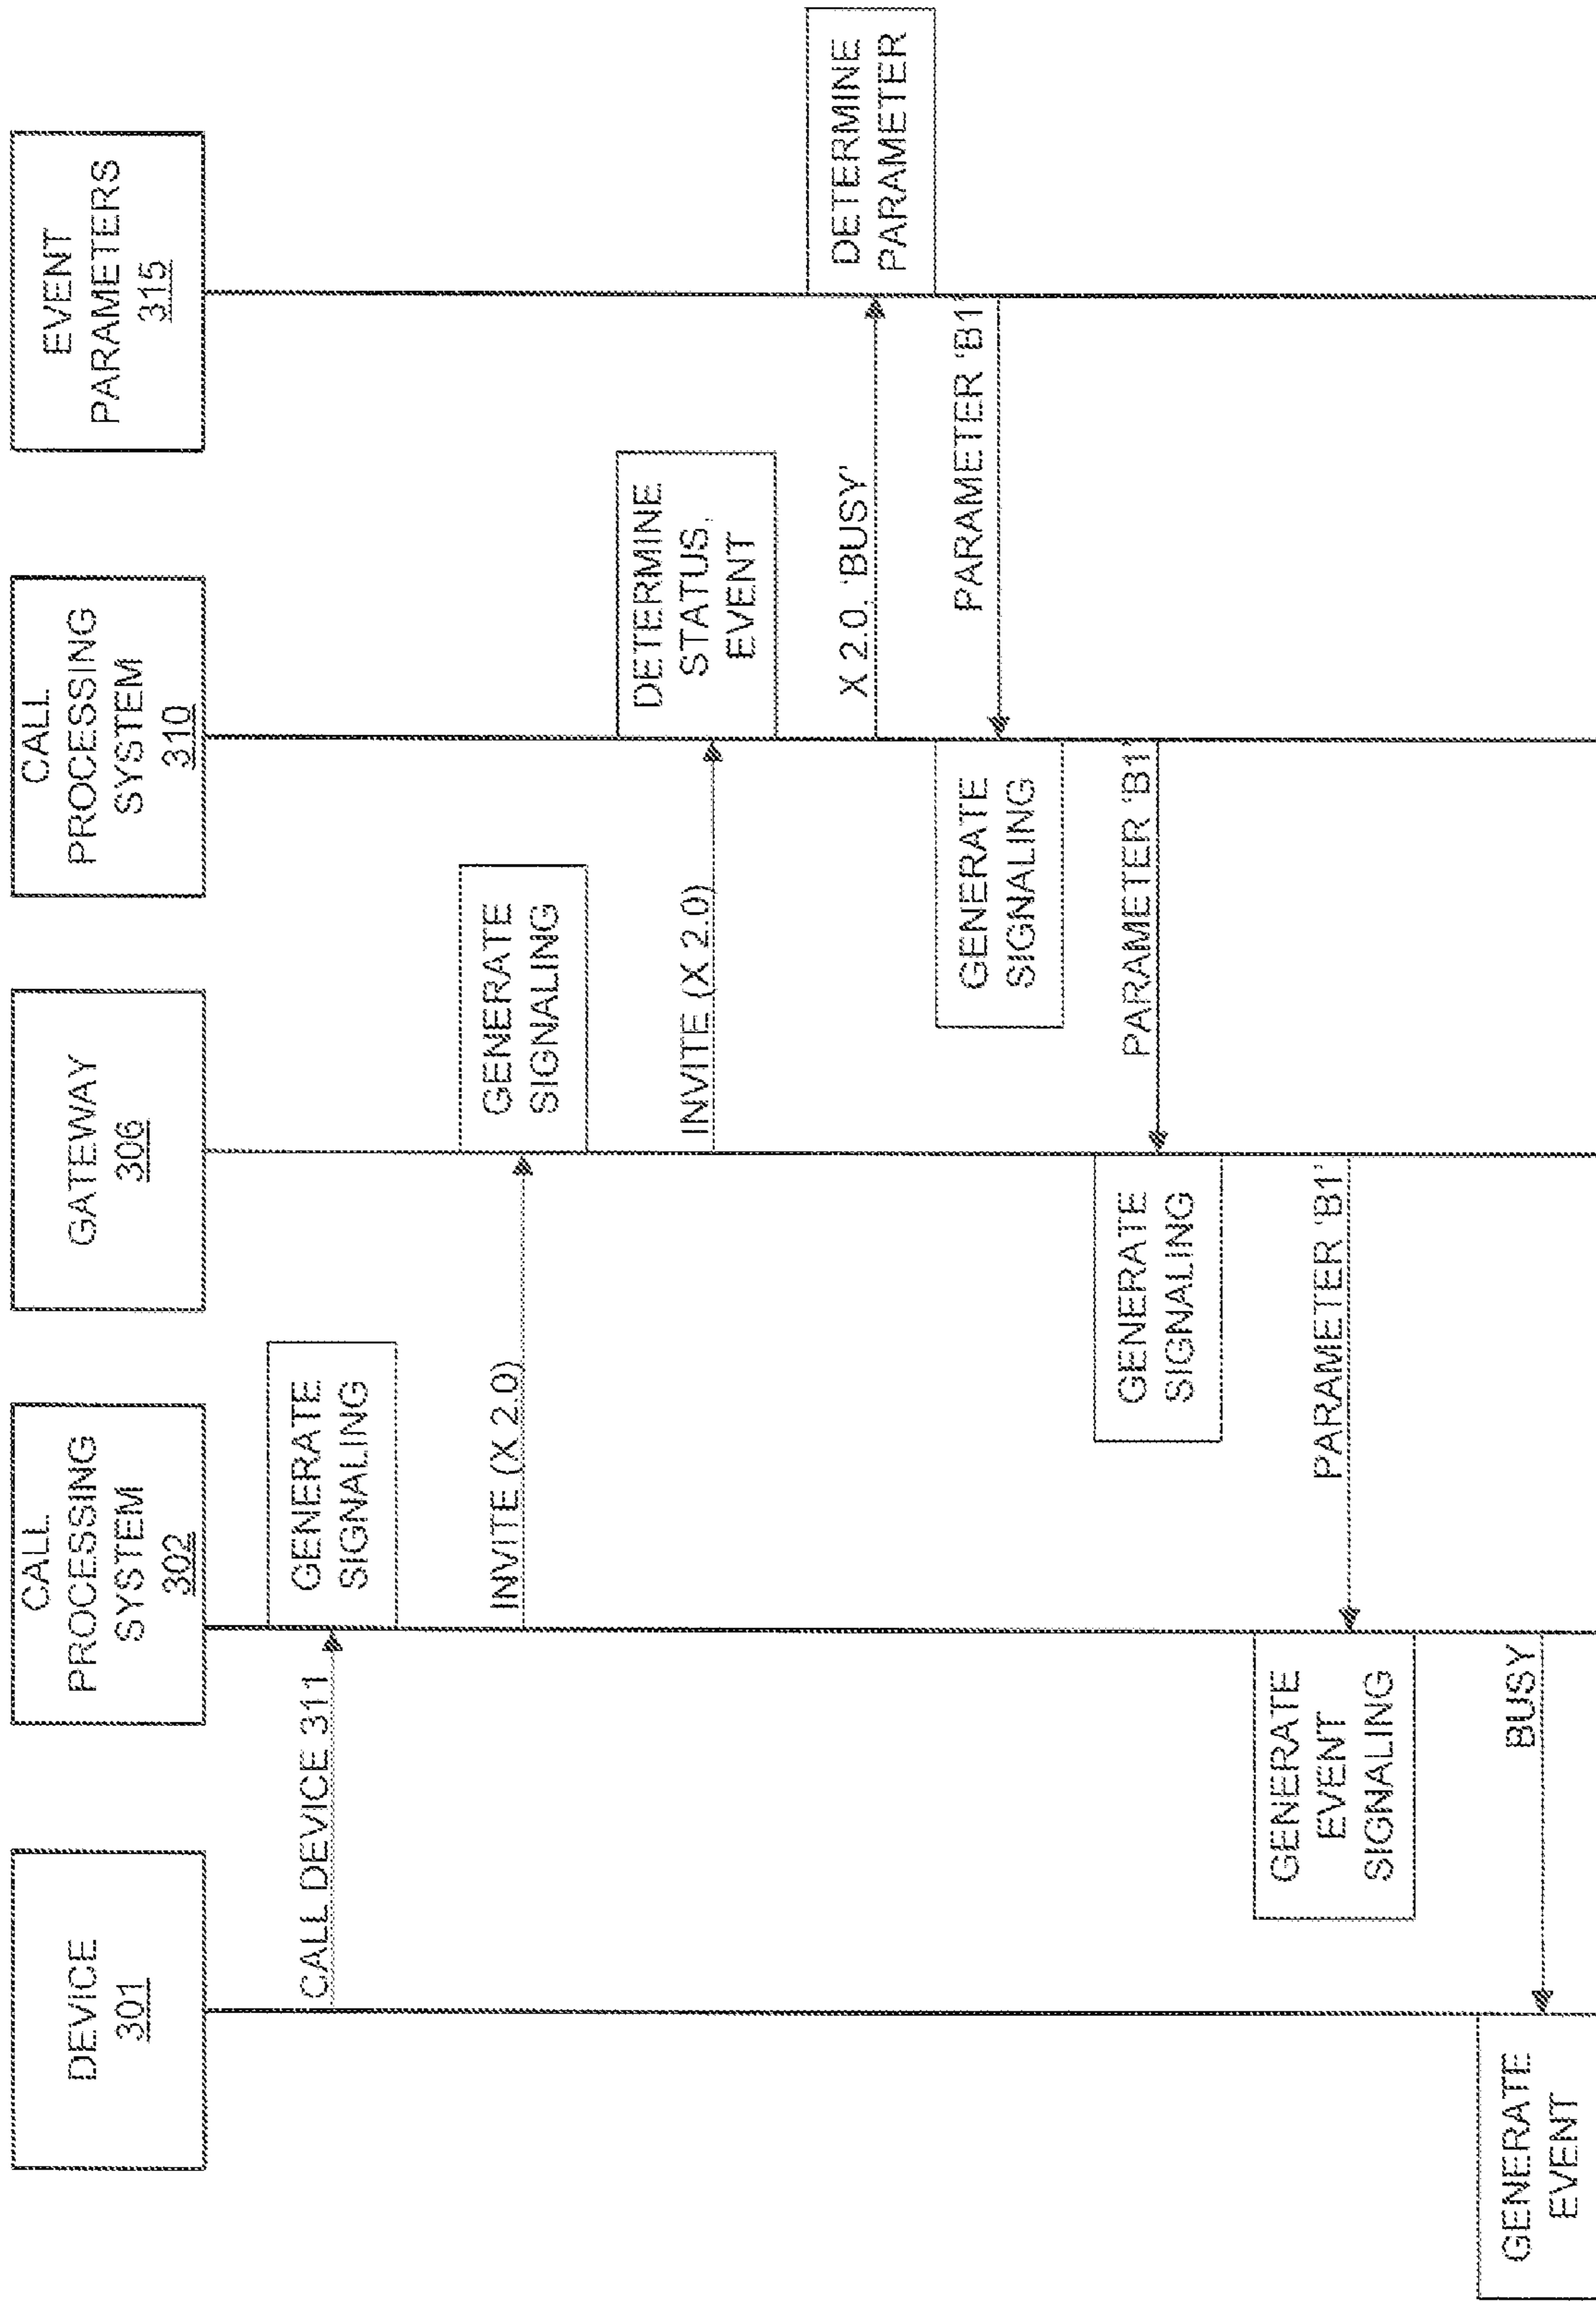 DEVICE
301
CALL
PROCESSING
SYSTEM
302
GATEWAY
306
CALL
PROCESSING
SYSTEM
310
EVENT
PARAMETERS
315
CALL DEVICE 311
GENERATE
SIGNALING
INVITE (X 2.0)
GENERATE
SIGNALING
INVITE (X 2.0)
DETERMINE
STATUS,
EVENT
X 2.0, 'BUSY'
DETERMINE
PARAMETER
PARAMETER 'B1'
GENERATE
SIGNALING
PARAMETER 'B1'
GENERATE
SIGNALING
PARAMETER 'B1'
GENERATE
EVENT
SIGNALING
BUSY
GENERATE
EVENT